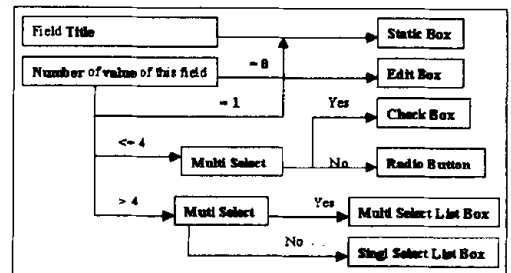 Field Title
Static Box
Number of value of this field
= 0
Edit Box
= 1
Yes
Check Box
<= 4
Multi Select
No
Radio Button
> 4
Muti Select
Yes
Multi Select List Box
No
Singl Select List Box